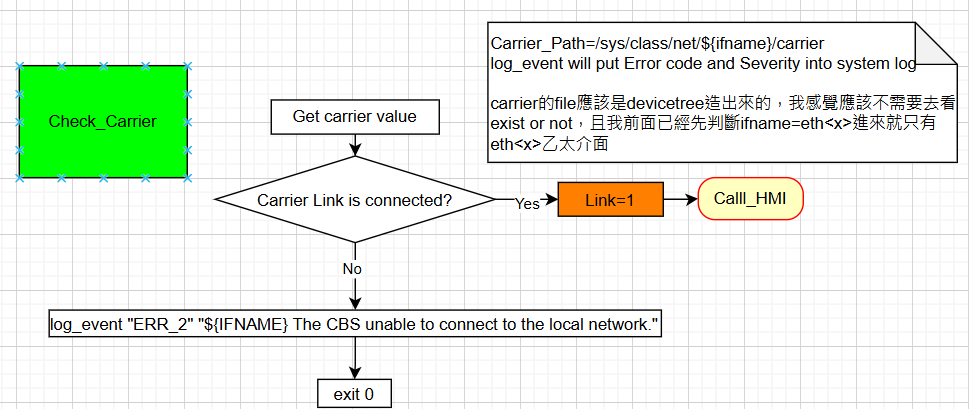 Carrier_Path=/sys/class/net/${ifname}/carrier
log_event will put Error code and Severity into system log
carrier的file應該是devicetree造出來的，我感覺應該不需要去看
exist or not，且我前面已經先判斷ifname=eth<x>進來就只有
eth<x>乙太介面
Check_Carrier
Get carrier value
Carrier Link is connected?
Yes
Link=1
Calll_HMI
No
log_event "ERR_2" "${IFNAME} The CBS unable to connect to the local network."
exit 0